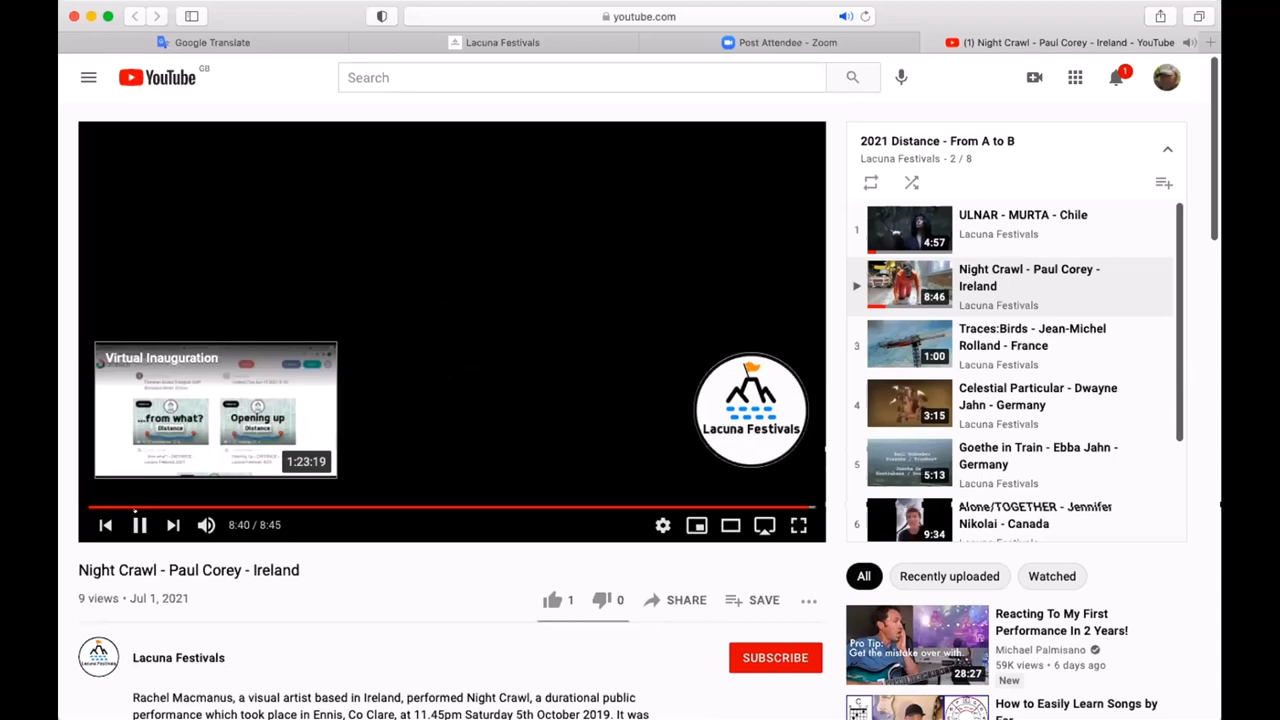 youtube.com
Google Translate
Lacuna Festivals
Post Attendee - Zoom
(1) Night Crawl - Paul Corey - Ireland - YouTube
YouTube GB
Search
1
2021 Distance - From A to B
Lacuna Festivals - 2 / 8
1
4:57
ULNAR - MURTA - Chile
Lacuna Festivals
8:46
Night Crawl - Paul Corey -
Ireland
Lacuna Festivals
3
1:00
Traces:Birds - Jean-Michel
Rolland - France
Lacuna Festivals
4
3:15
Celestial Particular - Dwayne
Jahn - Germany
Lacuna Festivals
5
5:13
Goethe in Train - Ebba Jahn -
Germany
Lacuna Festivals
6
9:34
Alone/TOGETHER - Jennifer
Nikolai - Canada
Virtual Inauguration
...from what?
Distance
Opening up
Distance
1:23:19
Lacuna Festivals
8:40 / 8:45
Night Crawl - Paul Corey - Ireland
9 views • Jul 1, 2021
1
0
SHARE
SAVE
Lacuna Festivals
SUBSCRIBE
Rachel Macmanus, a visual artist based in Ireland, performed Night Crawl, a durational public
performance which took place in Ennis, Co Clare, at 11.45pm Saturday 5th October 2019. It was
All
Recently uploaded
Watched
Pro Tip:
Get the mistake over with...
28:27
Reacting To My First
Performance In 2 Years!
Michael Palmisano
59K views • 6 days ago
New
How to Easily Learn Songs by